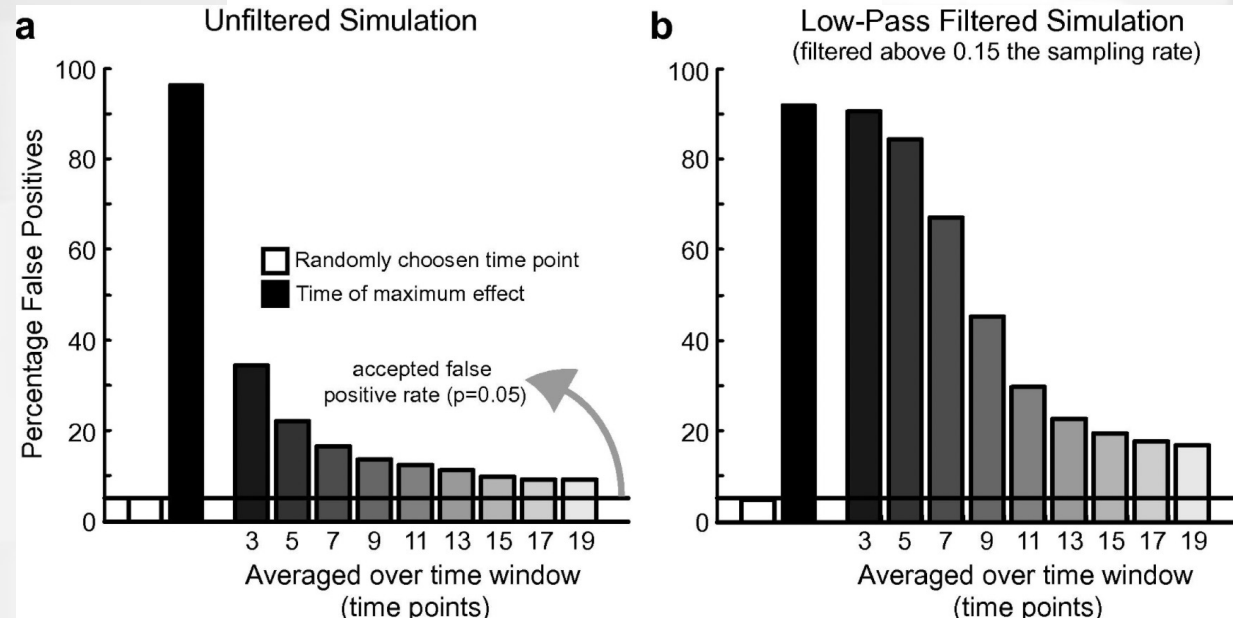 a
Unfiltered Simulation
Percentage False Positives
100
80
60
40
20
0
Randomly choosen time point
Time of maximum effect
accepted false
positive rate (p=0.05)
3 5 7 9 11 13 15 17 19
Averaged over time window
(time points)
b
Low-Pass Filtered Simulation
(filtered above 0.15 the sampling rate)
100
80
60
40
20
0
3 5 7 9 11 13 15 17 19
Averaged over time window
(time points)